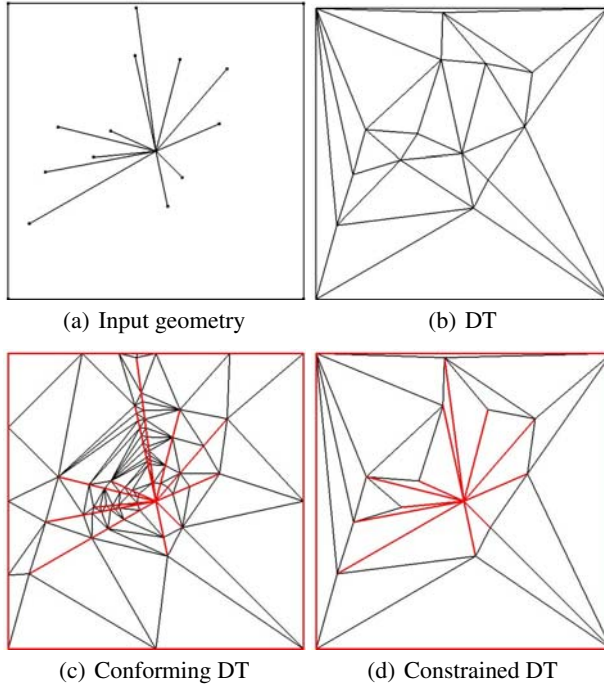 (a) Input geometry
(b) DT
(c) Conforming DT
(d) Constrained DT